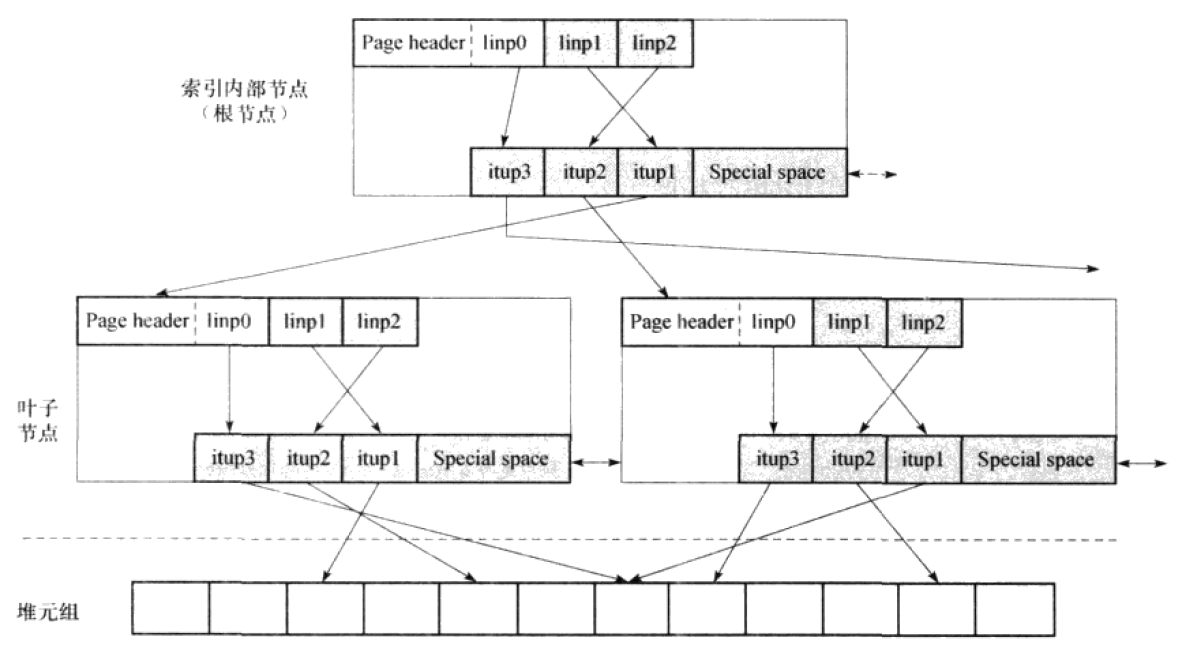 Page header linp0 linp1 linp2
索引内部节点
（根节点）
itup3 itup2 itup1 Special space
Page header linp0 linp1 linp2
Page header linp0 linp1 linp2
叶子
节点
itup3 itup2 itup1 Special space
itup3 itup2 itup1 Special space
堆元组